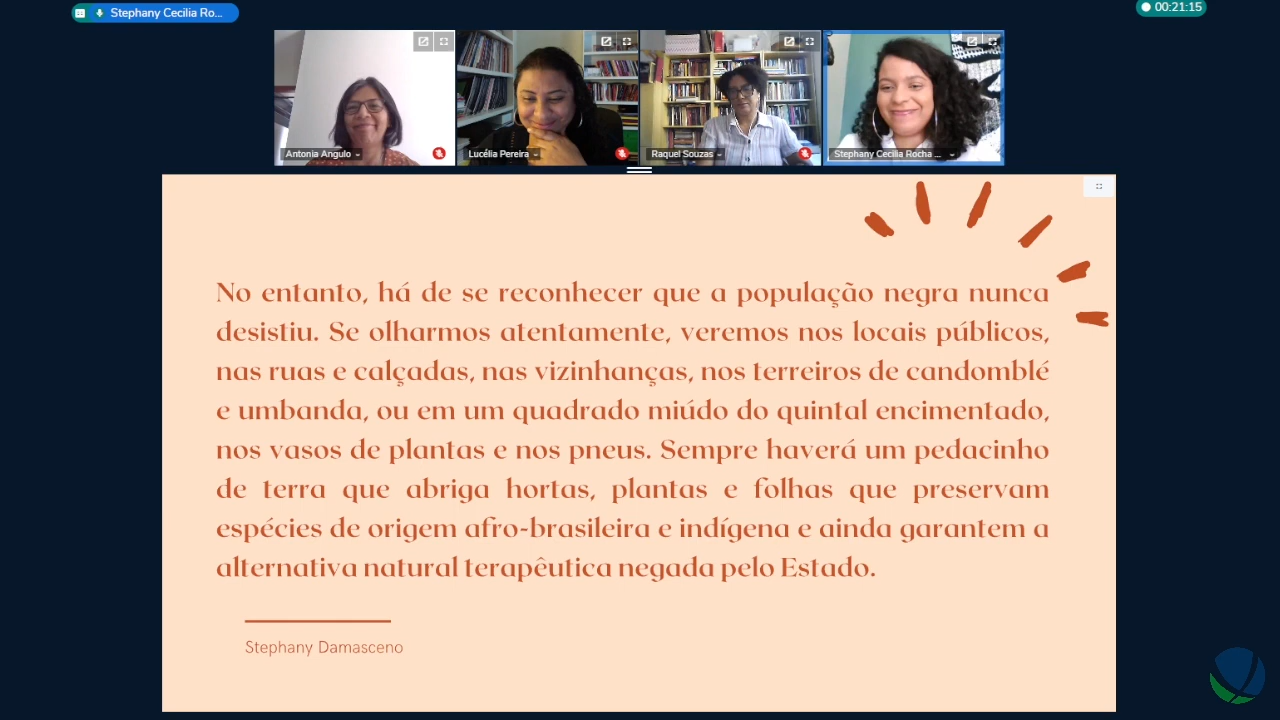 Stephany Cecília Ro...
00:21:15
Antonia Angulo
Lucélia Pereira
Raquel Souzas
Stephany Cecilia Rocha ...
No entanto, há de se reconhecer que a população negra nunca
desistiu. Se olharmos atentamente, veremos nos locais públicos,
nas ruas e calçadas, nas vizinhanças, nos terreiros de candomblé
e umbanda, ou em um quadrado miúdo do quintal encimentado,
nos vasos de plantas e nos pneus. Sempre haverá um pedacinho
de terra que abriga hortas, plantas e folhas que preservam
espécies de origem afro-brasileira e indígena e ainda garantem a
alternativa natural terapêutica negada pelo Estado.
Stephany Damasceno